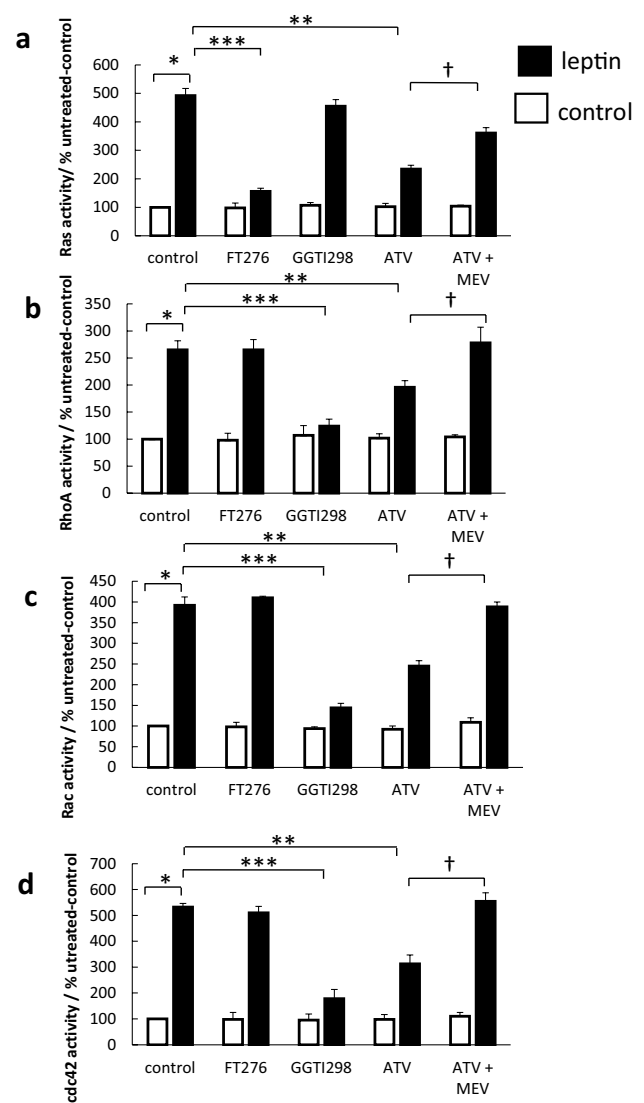 a
**
***
*
†
leptin
control
Ras activity/ % untreated-control
600
500
400
300
200
100
0
control FT276 GGTI298 ATV ATV +
MEV
b
**
***
*
†
RhoA activity / % untreated-control
350
300
250
200
150
100
50
0
control FT276 GGTI298 ATV ATV +
MEV
c
**
***
*
†
Rac activity / % untreated-control
450
400
350
300
250
200
150
100
50
0
control FT276 GGTI298 ATV ATV +
MEV
d
**
***
*
†
cdc42 activity / % utreated-control
700
600
500
400
300
200
100
0
control FT276 GGTI298 ATV ATV +
MEV